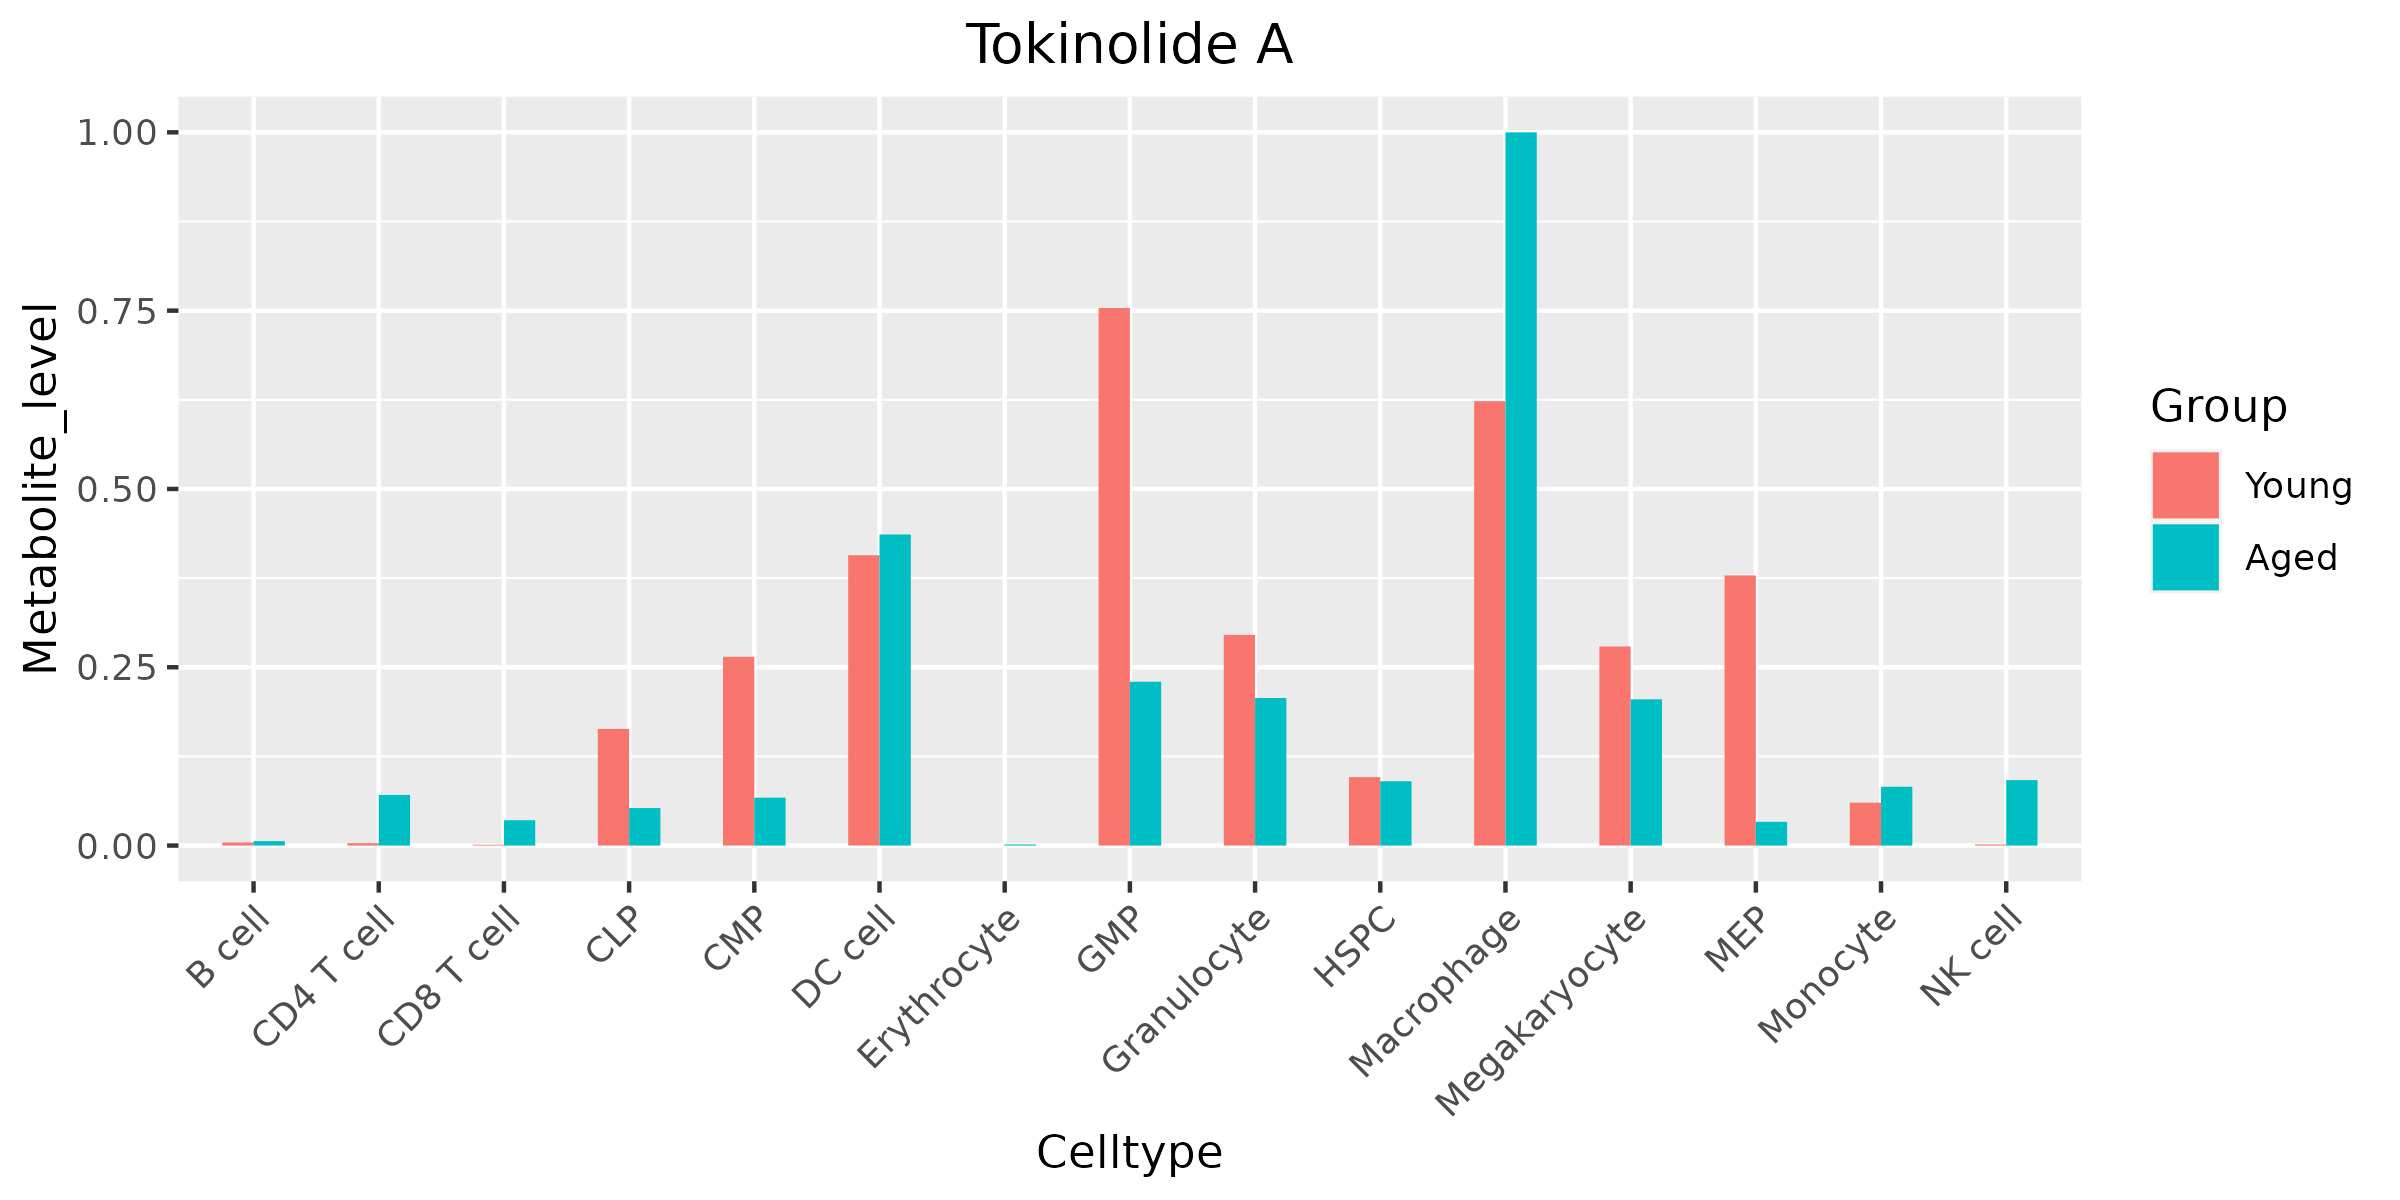 Tokinolide A
Metabolite_level
1.00
0.75
0.50
0.25
0.00
B cell
CD4 T cell
CD8 T cell
CLP
CMP
DC cell
Erythrocyte
GMP
Granulocyte
HSPC
Macrophage
Megakaryocyte
MEP
Monocyte
NK cell
Celltype
Group
Young
Aged